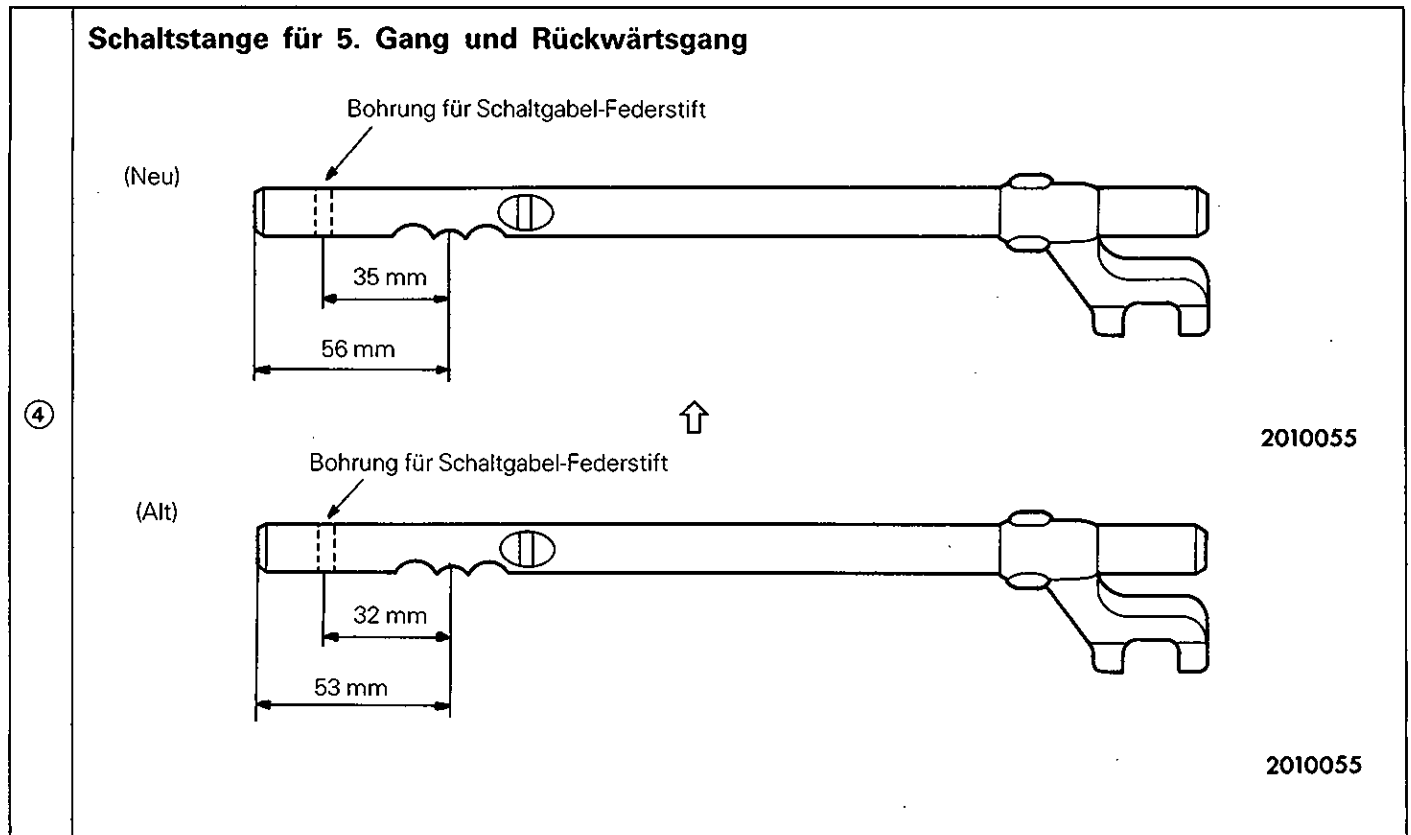 Schaltstange für 5. Gang und Rückwärtsgang
Bohrung für Schaltgabel-Federstift
(Neu)
35 mm
56 mm
④
2010055
Bohrung für Schaltgabel-Federstift
(Alt)
32 mm
53 mm
2010055